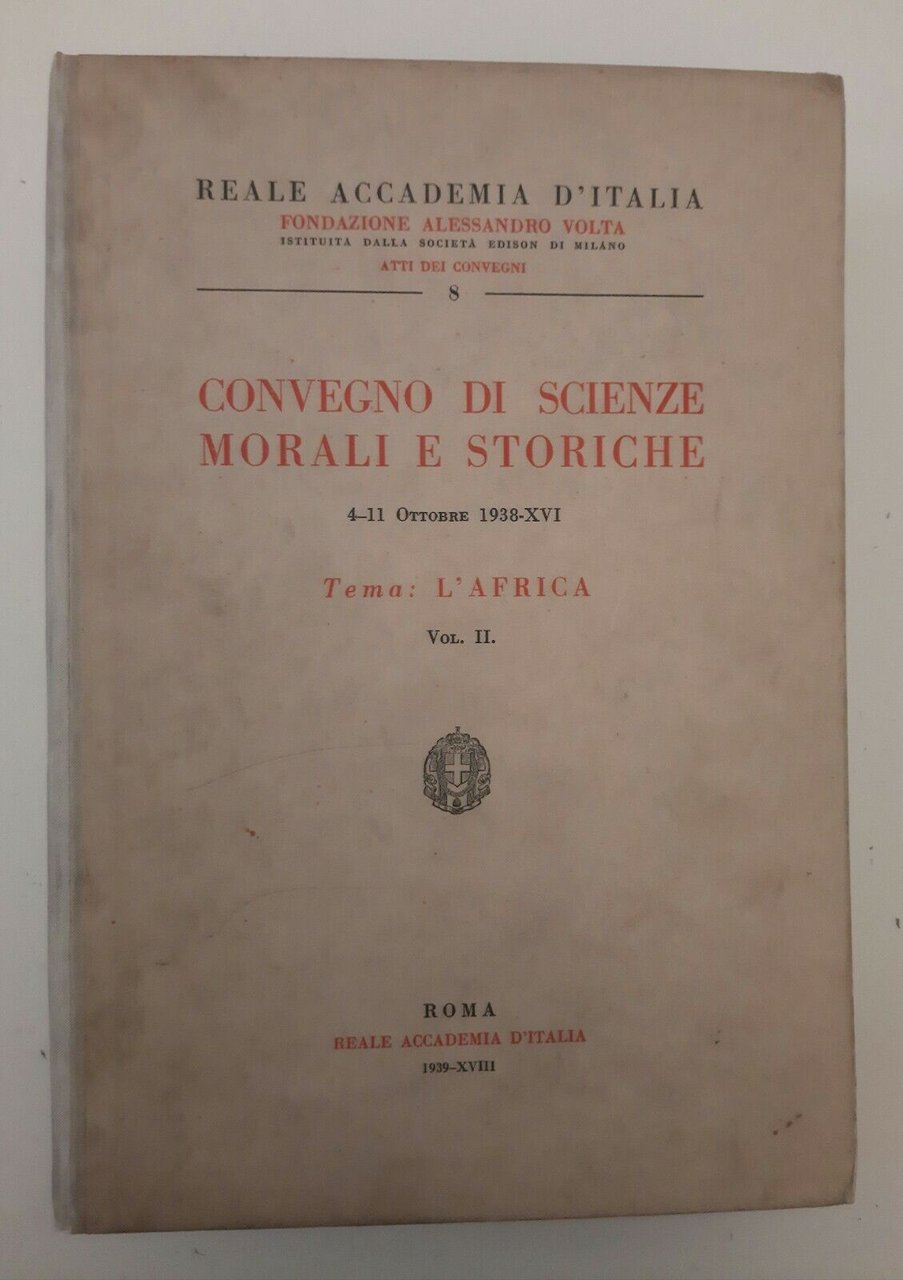 REALE ACCADEMIA D'ITALIA
FONDAZIONE ALESSANDRO VOLTA
ISTITUITA DALLA SOCIETÀ EDISON DI MILANO
ATTI DEI CONVEGNI
8
CONVEGNO DI SCIENZE
MORALI E STORICHE
4–11 OTTOBRE 1938-XVI
Tema: L'AFRICA
VOL. II.
ROMA
REALE ACCADEMIA D'ITALIA
1939–XVIII